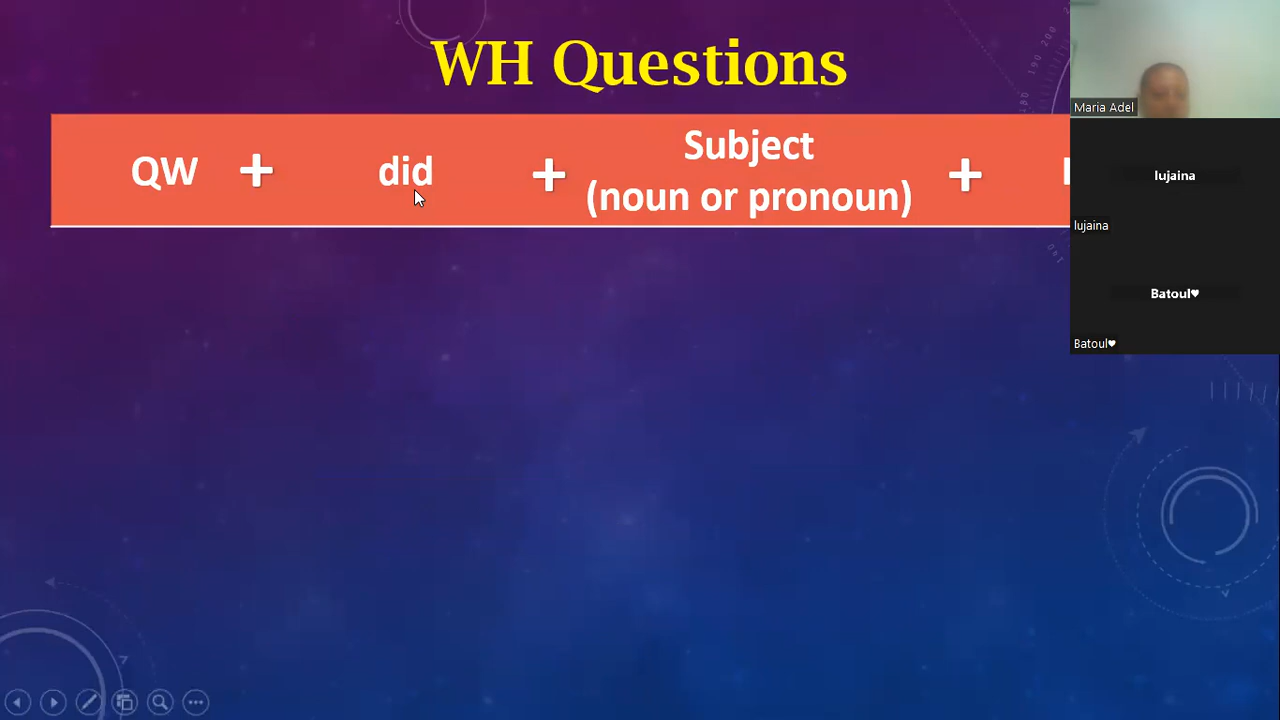 WH Questions
QW + did + Subject
(noun or pronoun) +
Maria Adel
lujaina
lujaina
Batoul♥
Batoul♥